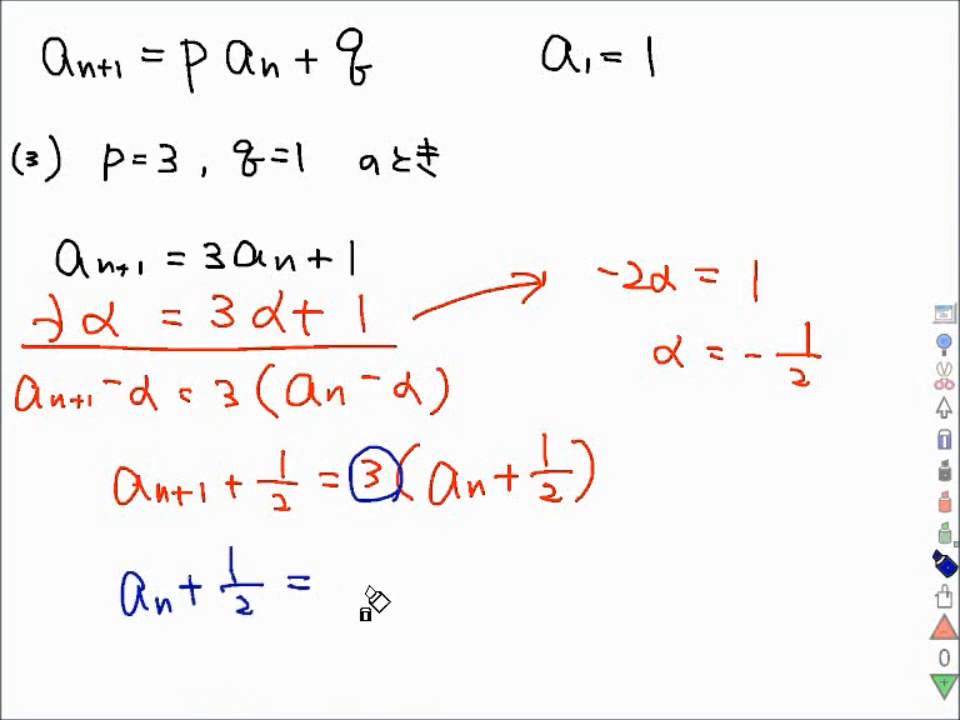 aₙ₊₁ = p aₙ + q    a₁ = 1
(3) p=3, q=1 のとき
aₙ₊₁ = 3aₙ + 1
-) α = 3α + 1 → -2α = 1
α = -1/2
aₙ₊₁ - α = 3(aₙ - α)
aₙ₊₁ + 1/2 = 3(aₙ + 1/2)
aₙ + 1/2 =
0